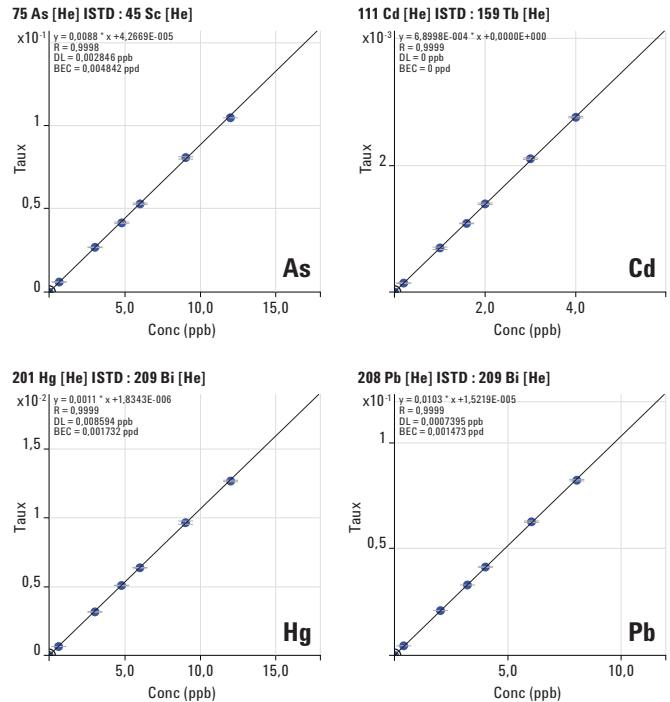 75 As [He] ISTD : 45 Sc [He]
x10-1
y = 0,0088 * x +4,2669E-005
R = 0,9998
DL = 0,002846 ppb
BEC = 0,004842 ppd
Taux
1
0,5
0
5,0 10,0 15,0
Conc (ppb)
As
111 Cd [He] ISTD : 159 Tb [He]
x10-3
y = 6,8998E-004 * x +0,0000E+000
R = 0,9999
DL = 0 ppb
BEC = 0 ppd
Taux
2
2,0 4,0
Conc (ppb)
Cd
201 Hg [He] ISTD : 209 Bi [He]
x10-2
y = 0,0011 * x +1,8343E-006
R = 0,9999
DL = 0,008594 ppb
BEC = 0,001732 ppd
Taux
1,5
1
0,5
0
5,0 10,0 15,0
Conc (ppb)
Hg
208 Pb [He] ISTD : 209 Bi [He]
x10-1
y = 0,0103 * x +1,5219E-005
R = 0,9999
DL = 0,0007395 ppb
BEC = 0,001473 ppd
Taux
1
0,5
5,0 10,0
Conc (ppb)
Pb